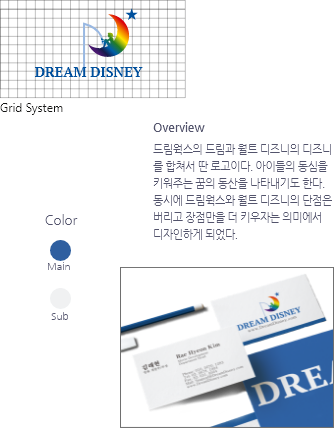 DREAM DISNEY
Grid System
Overview
드림웍스의 드림과 월트 디즈니의 디즈니
를 합쳐서 딴 로고이다. 아이들의 동심을
키워주는 꿈의 동산을 나타내기도 한다.
동시에 드림웍스와 월트 디즈니의 단점은
버리고 장점만을 더 키우자는 의미에서
디자인하게 되었다.
Color
Main
Sub
DREAM DISNEY
Bae Hyeon Kim
DREA